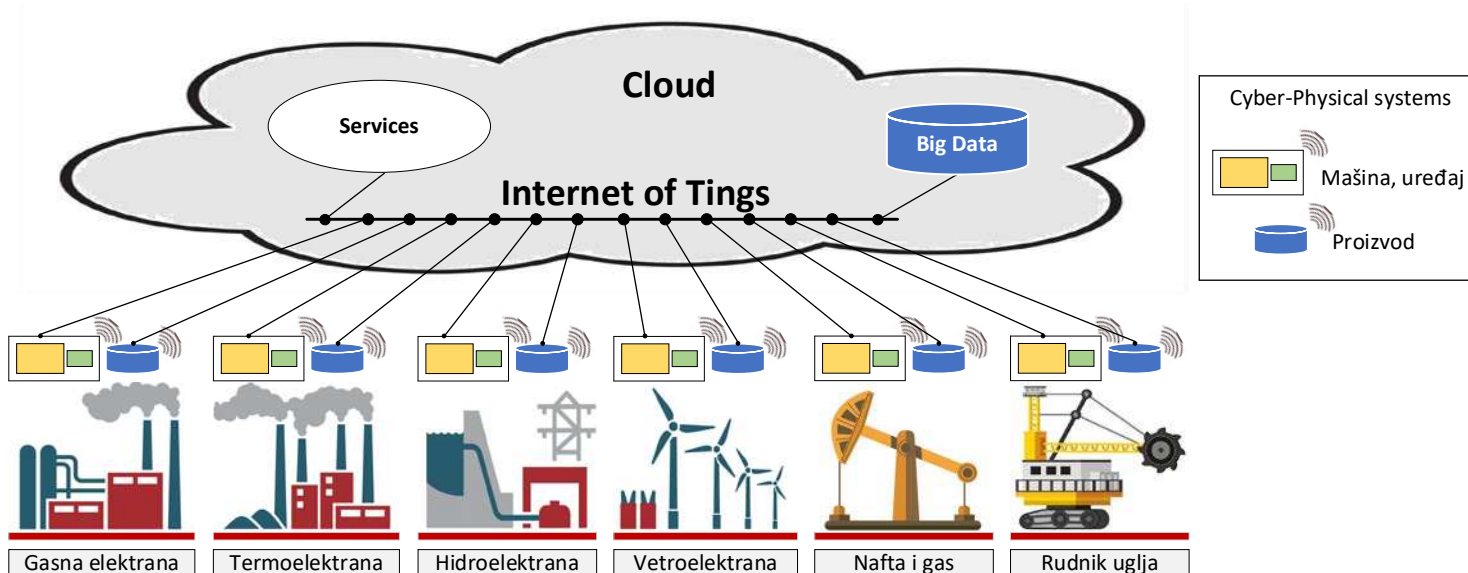 Cloud
Services
Big Data
Internet of Tings
Cyber-Physical systems
Mašina, uređaj
Proizvod
Gasna elektrana
Termoelektrana
Hidroelektrana
Vetroelektrana
Nafta i gas
Rudnik uglja